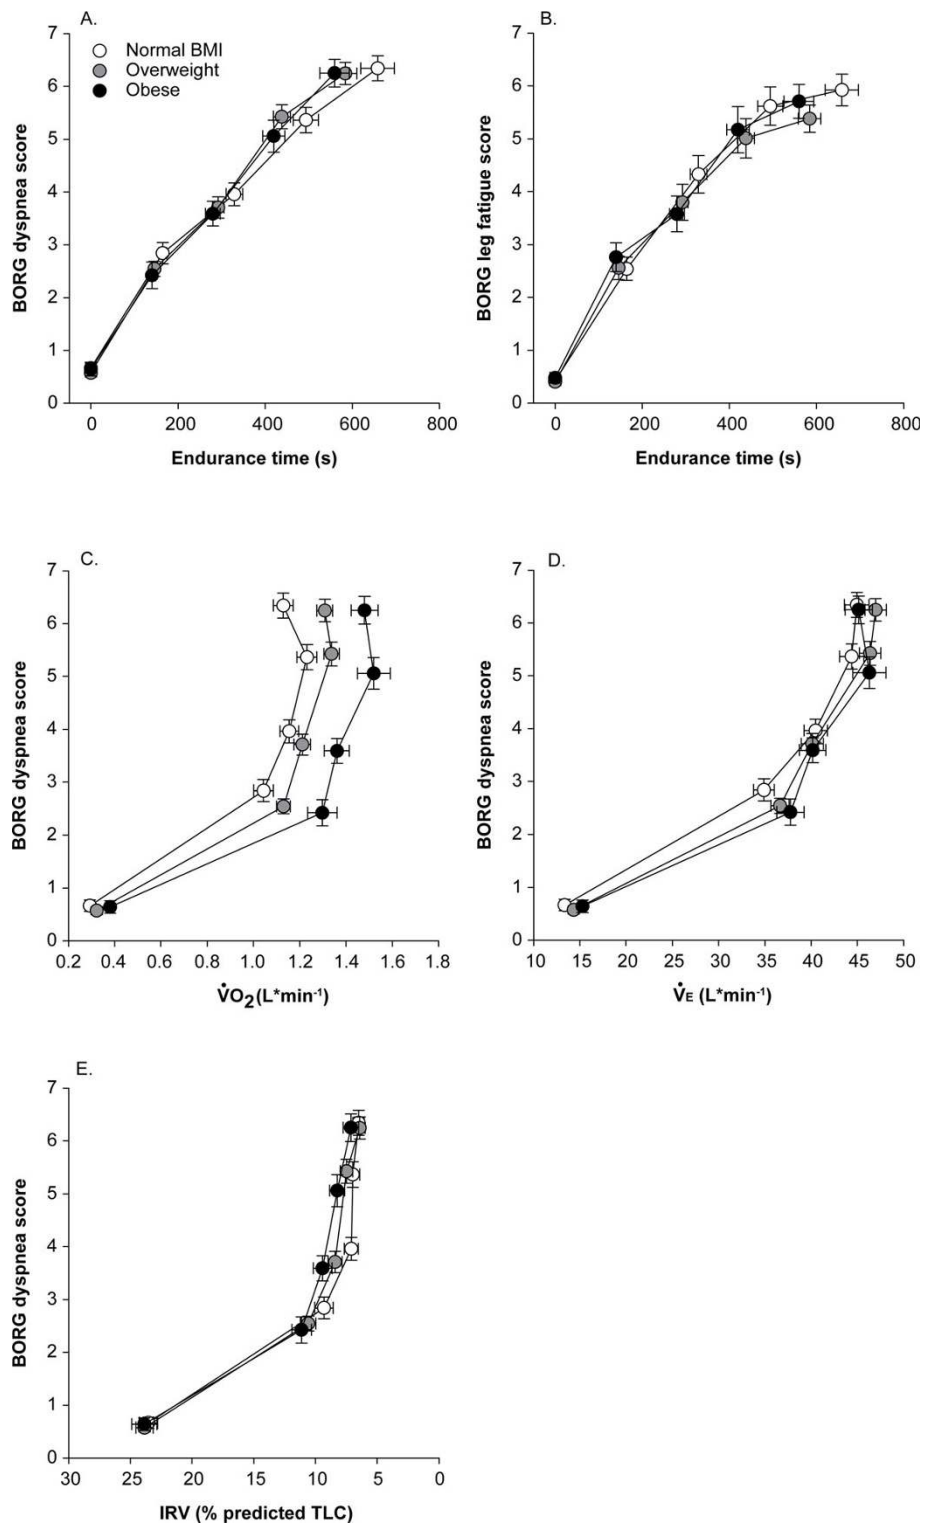 A.
Normal BMI
Overweight
Obese
7
6
5
4
3
2
1
0
BORG dyspnea score
0 200 400 600 800
Endurance time (s)
B.
7
6
5
4
3
2
1
0
BORG leg fatigue score
0 200 400 600 800
Endurance time (s)
C.
7
6
5
4
3
2
1
0
BORG dyspnea score
0.2 0.4 0.6 0.8 1.0 1.2 1.4 1.6 1.8
V̇O₂(L*min⁻¹)
D.
7
6
5
4
3
2
1
0
BORG dyspnea score
10 15 20 25 30 35 40 45 50
V̇E (L*min⁻¹)
E.
7
6
5
4
3
2
1
0
BORG dyspnea score
30 25 20 15 10 5 0
IRV (% predicted TLC)